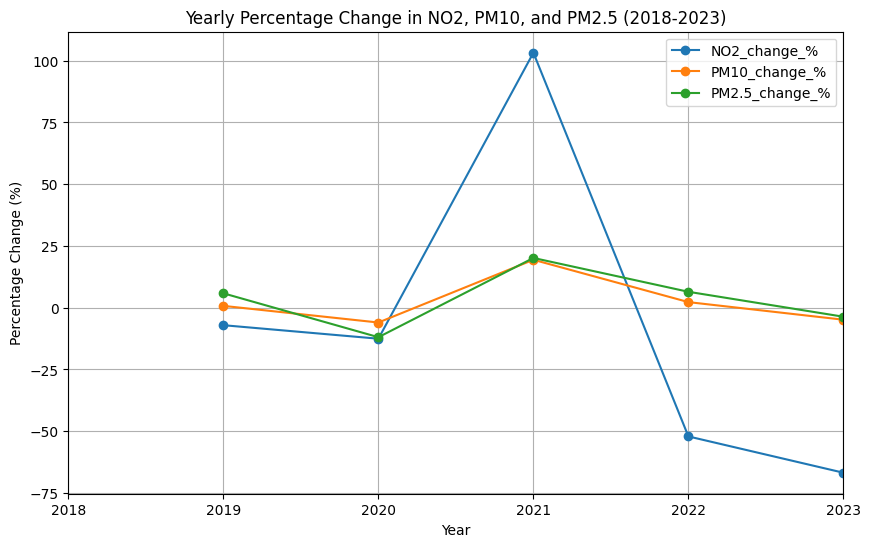 Yearly Percentage Change in NO2, PM10, and PM2.5 (2018-2023)
NO2_change_%
PM10_change_%
PM2.5_change_%
Percentage Change (%)
100
75
50
25
0
−25
−50
−75
2018 2019 2020 2021 2022 2023
Year